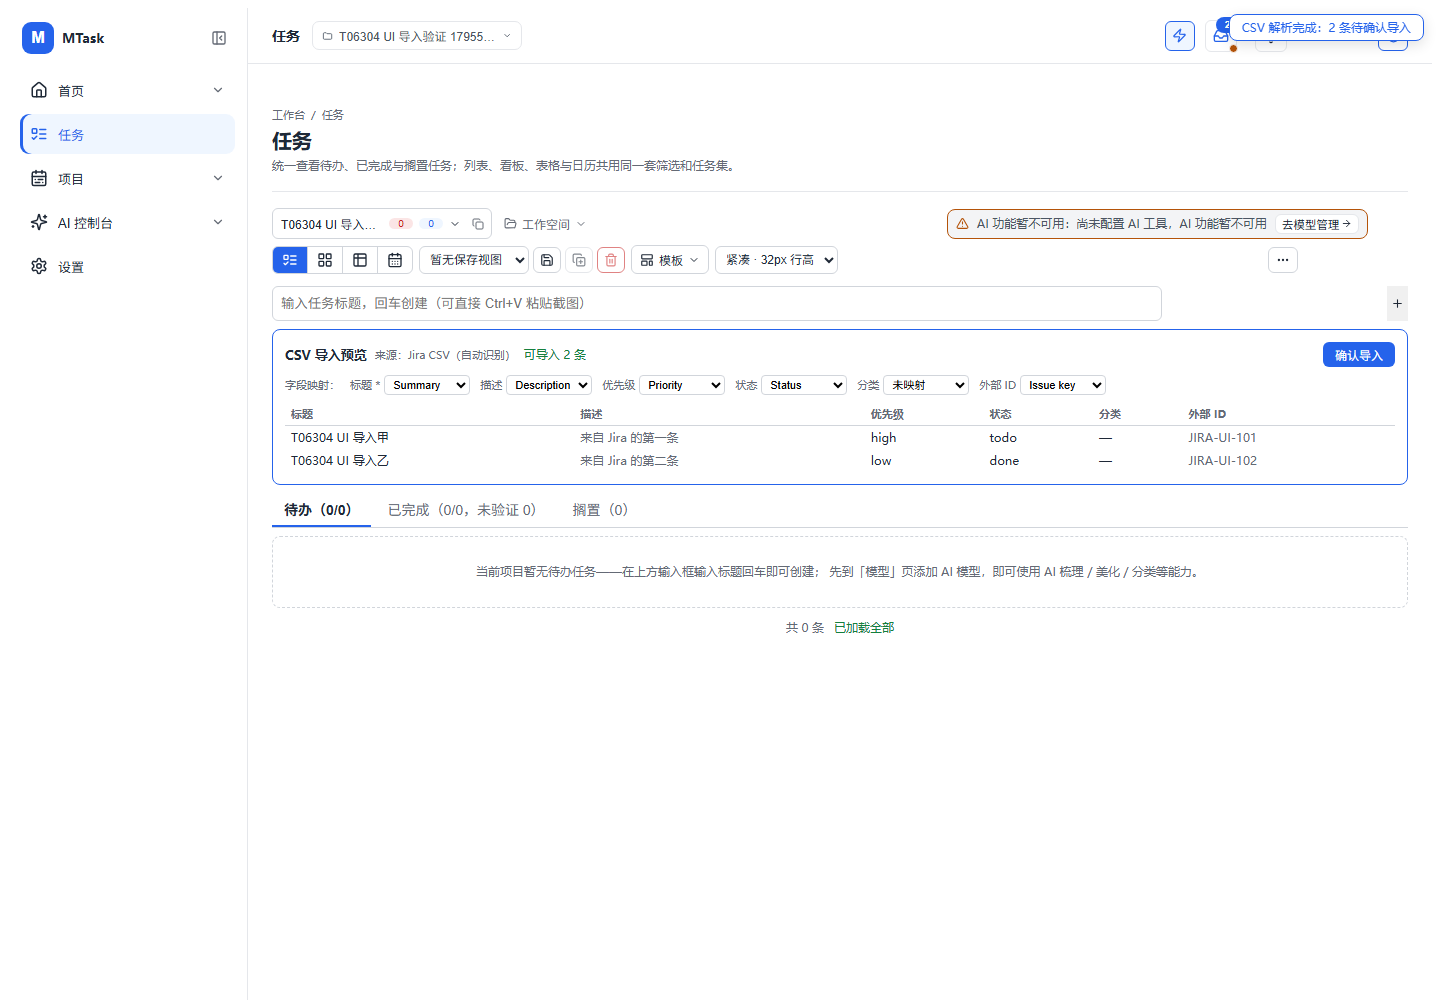 M MTask
首页
任务
项目
AI 控制台
设置
任务 T06304 UI 导入验证 17955…
CSV 解析完成：2 条待确认导入
工作台 / 任务
任务
统一查看待办、已完成与搁置任务；列表、看板、表格与日历共用同一套筛选和任务集。
T06304 UI 导入… 0 0 工作空间
AI 功能暂不可用：尚未配置 AI 工具，AI 功能暂不可用 去模型管理→
暂无保存视图 模板 紧凑 · 32px 行高 ···
输入任务标题，回车创建（可直接 Ctrl+V 粘贴截图） +
CSV 导入预览 来源：Jira CSV（自动识别） 可导入 2 条 确认导入
字段映射： 标题 * Summary 描述 Description 优先级 Priority 状态 Status 分类 未映射 外部 ID Issue key
标题 描述 优先级 状态 分类 外部 ID
T06304 UI 导入甲 来自 Jira 的第一条 high todo — JIRA-UI-101
T06304 UI 导入乙 来自 Jira 的第二条 low done — JIRA-UI-102
待办（0/0） 已完成（0/0，未验证 0） 搁置（0）
当前项目暂无待办任务——在上方输入框输入标题回车即可创建； 先到「模型」页添加 AI 模型，即可使用 AI 梳理 / 美化 / 分类等能力。
共 0 条 已加载全部